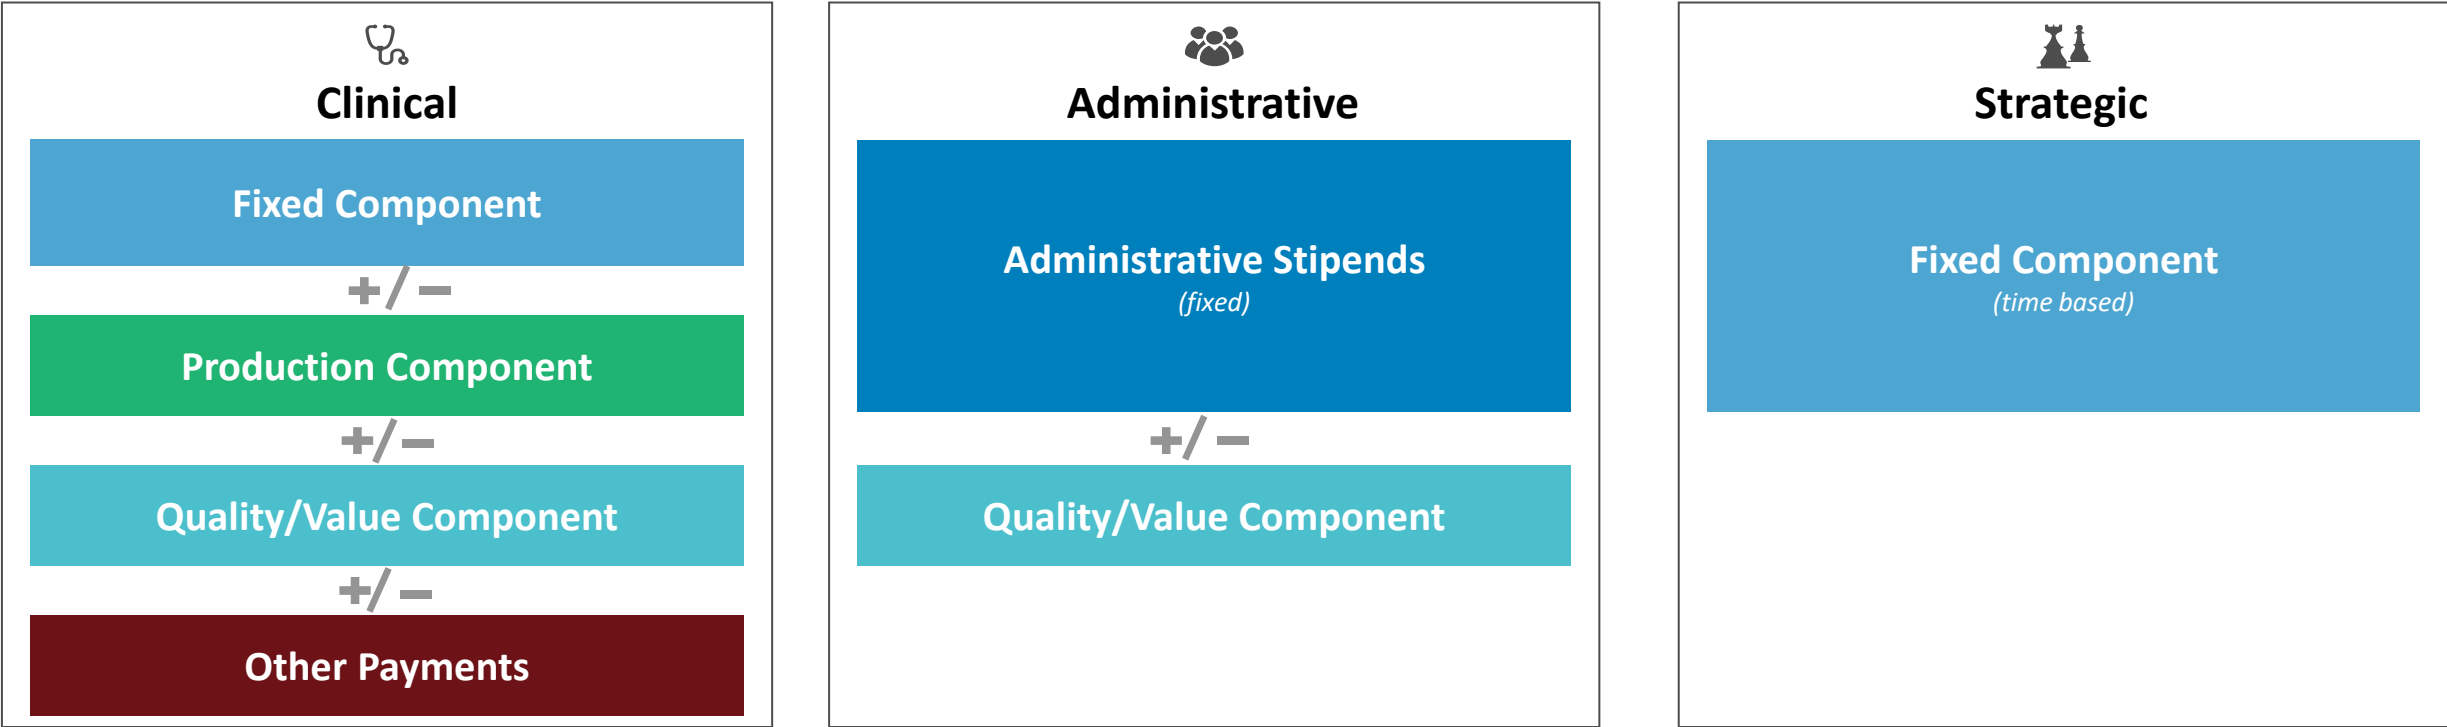 Clinical
Fixed Component
+/−
Production Component
+/−
Quality/Value Component
+/−
Other Payments
Administrative
Administrative Stipends
(fixed)
+/−
Quality/Value Component
Strategic
Fixed Component
(time based)